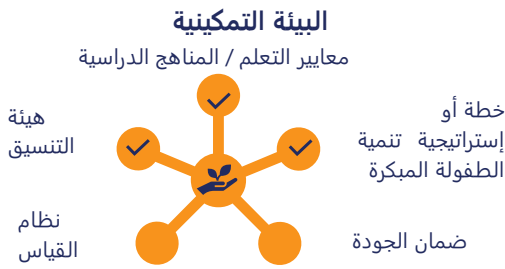 البيئة التمكينية
معايير التعلم / المناهج الدراسية
خطة أو
إستراتيجية تنمية
الطفولة المبكرة
هيئة
التنسيق
ضمان الجودة
نظام
القياس